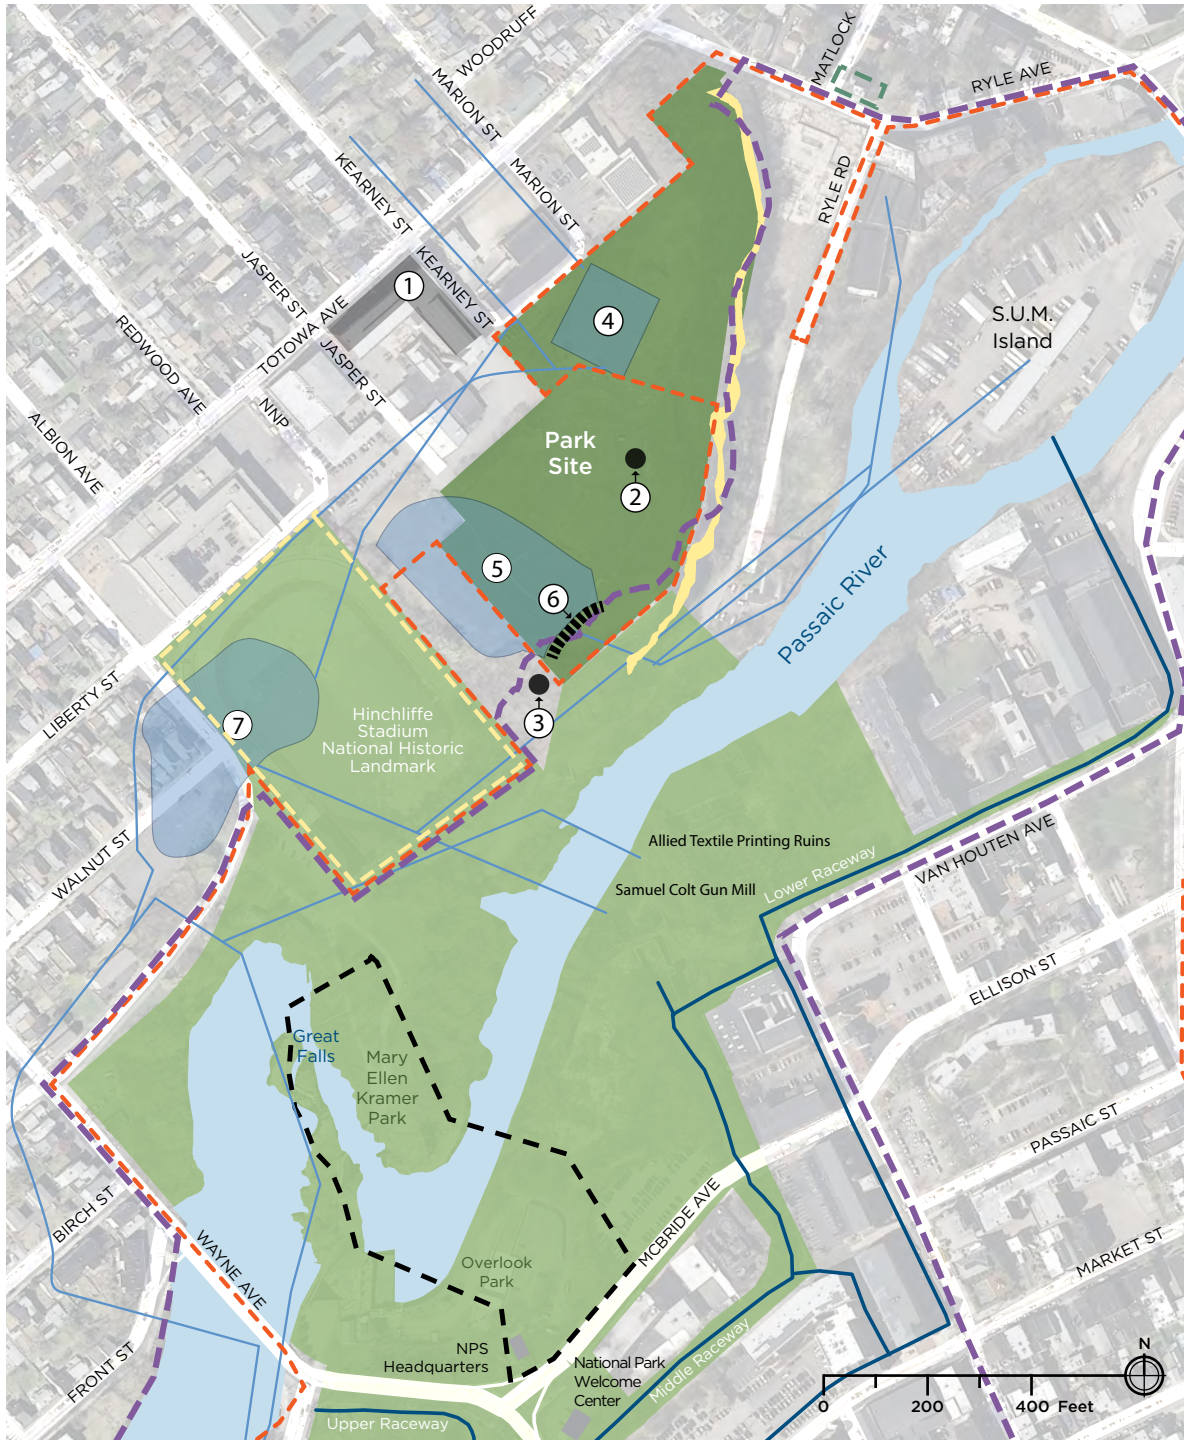 WOODRUFF
MARION ST
MATLOCK
RYLE AVE
KEARNEY ST
MARION ST
RYLE RD
JASPER ST
KEARNEY ST
1
REDWOOD AVE
TOTOWA AVE
JASPER ST
4
S.U.M.
Island
ALBION AVE
NNP
Park
Site
2
5
6
Passaic River
LIBERTY ST
3
7
Hinchliffe
Stadium
National Historic
Landmark
WALNUT ST
Allied Textile Printing Ruins
Samuel Colt Gun Mill
Lower Raceway
VAN HOUTEN AVE
ELLISON ST
Great
Falls
Mary
Ellen
Kramer
Park
PASSAIC ST
BIRCH ST
WAYNE AVE
MCBRIDE AVE
MARKET ST
Overlook
Park
FRONT ST
NPS
Headquarters
National Park
Welcome
Center
Middle Raceway
Upper Raceway
N
0 200 400 Feet